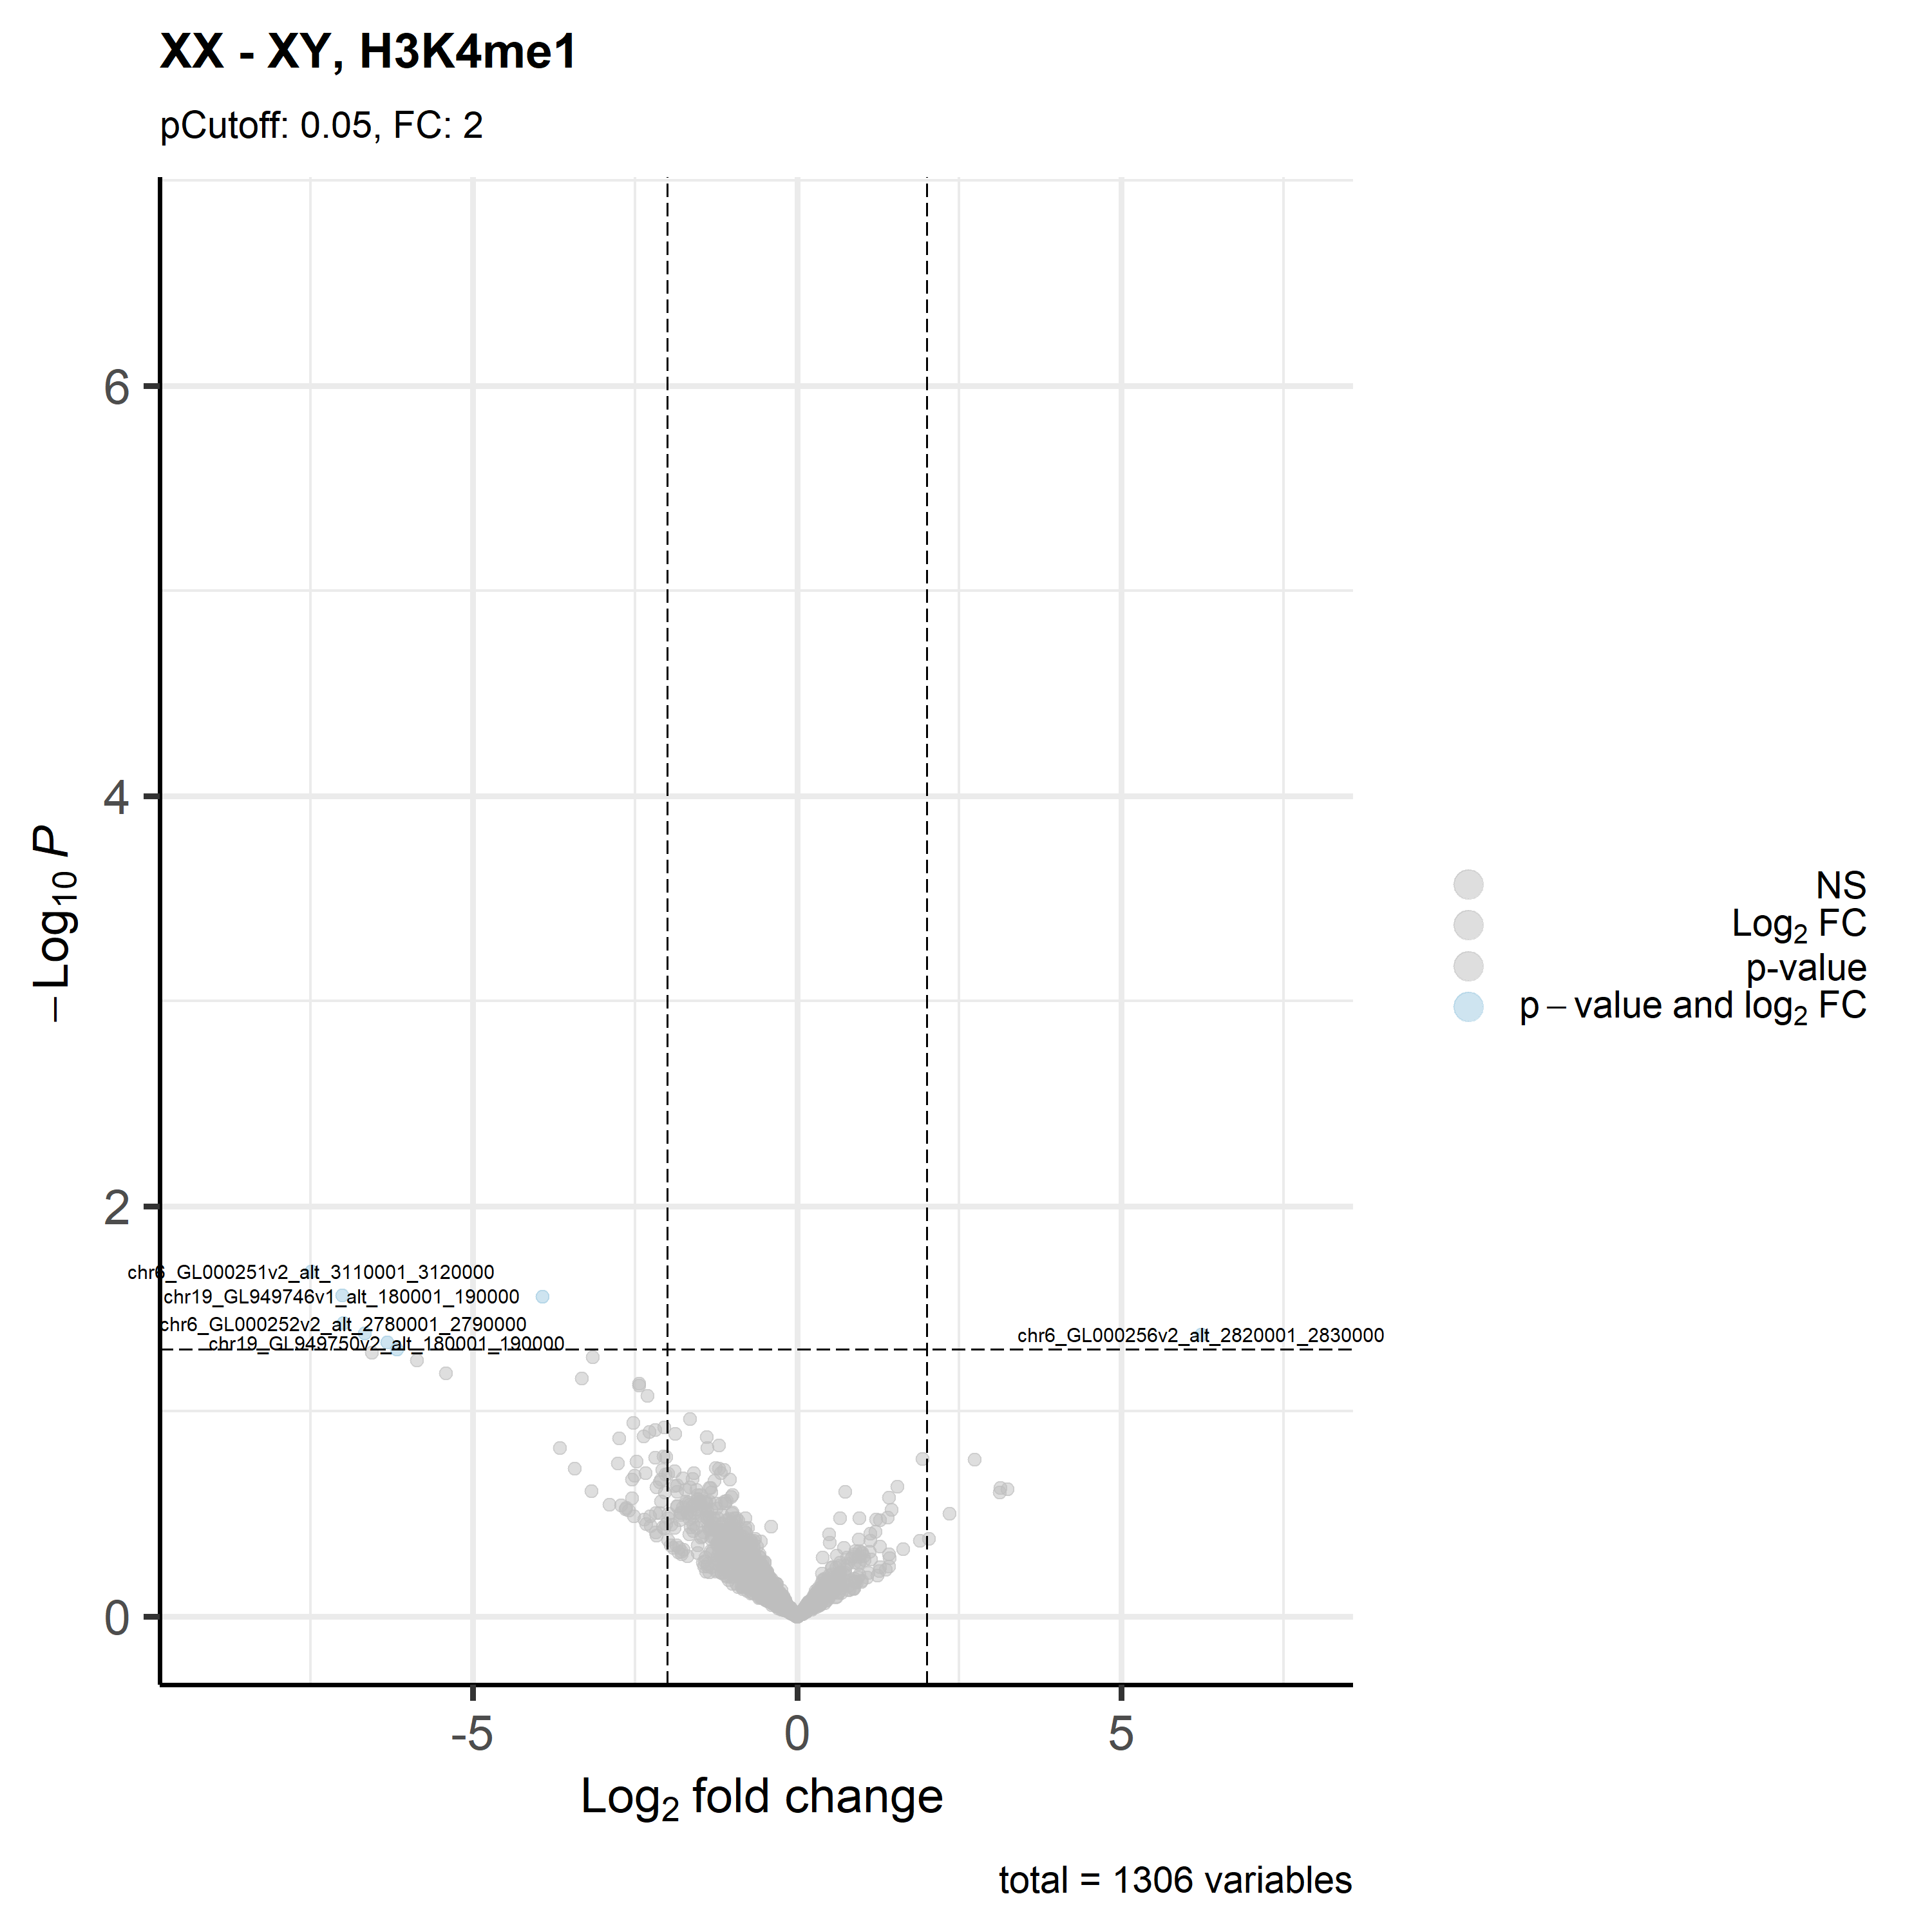 XX - XY, H3K4me1
pCutoff: 0.05, FC: 2
−Log₁₀ P
6
4
2
0
chr6_GL000251v2_alt_3110001_3120000
chr19_GL949746v1_alt_180001_190000
chr6_GL000252v2_alt_2780001_2790000
chr19_GL949750v2_alt_180001_190000
chr6_GL000256v2_alt_2820001_2830000
NS
Log₂ FC
p-value
p − value and log₂ FC
-5
0
5
Log₂ fold change
total = 1306 variables